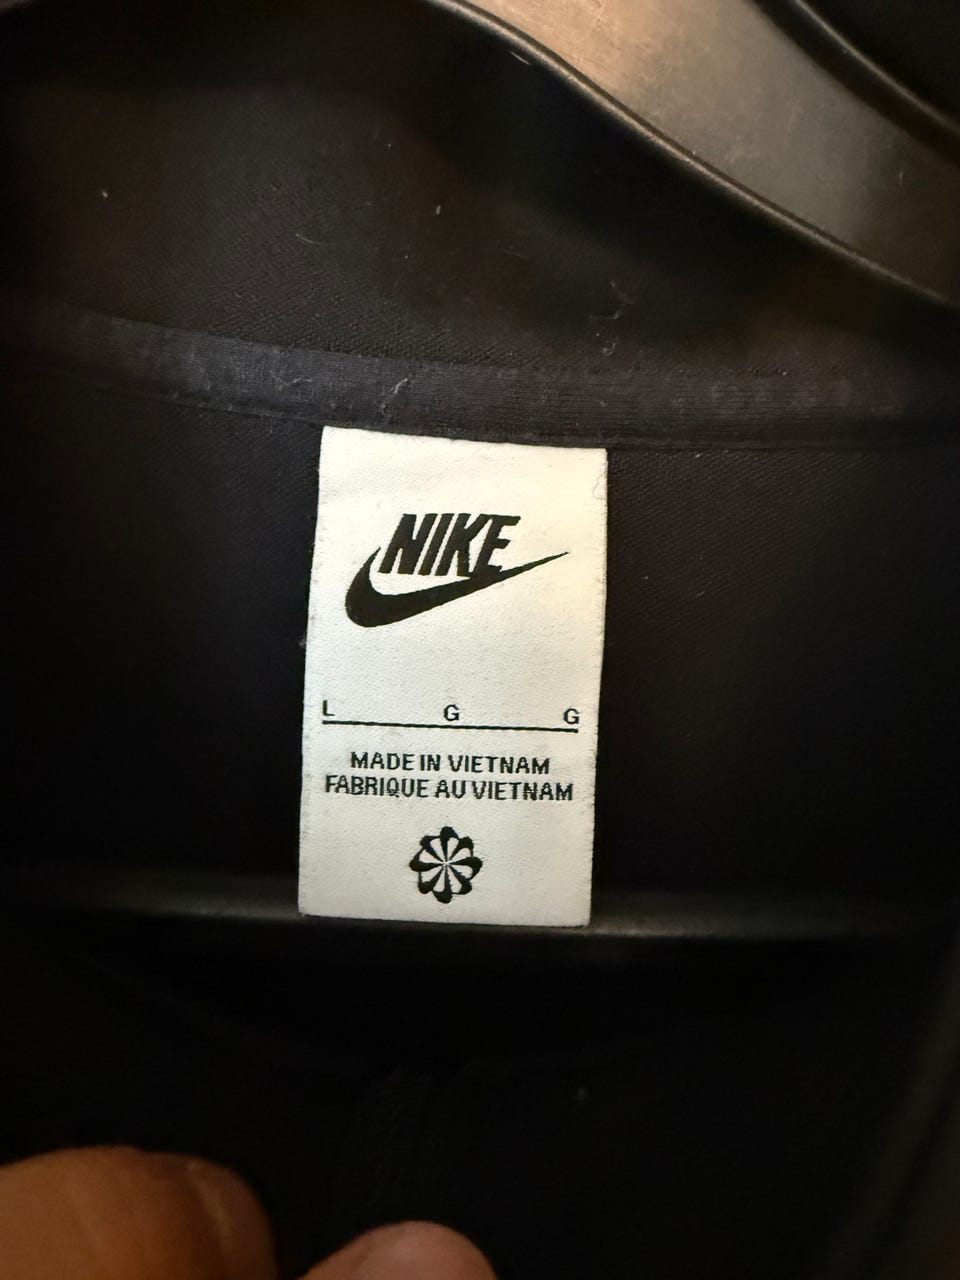 NIKE
L G G
MADE IN VIETNAM
FABRIQUE AU VIETNAM